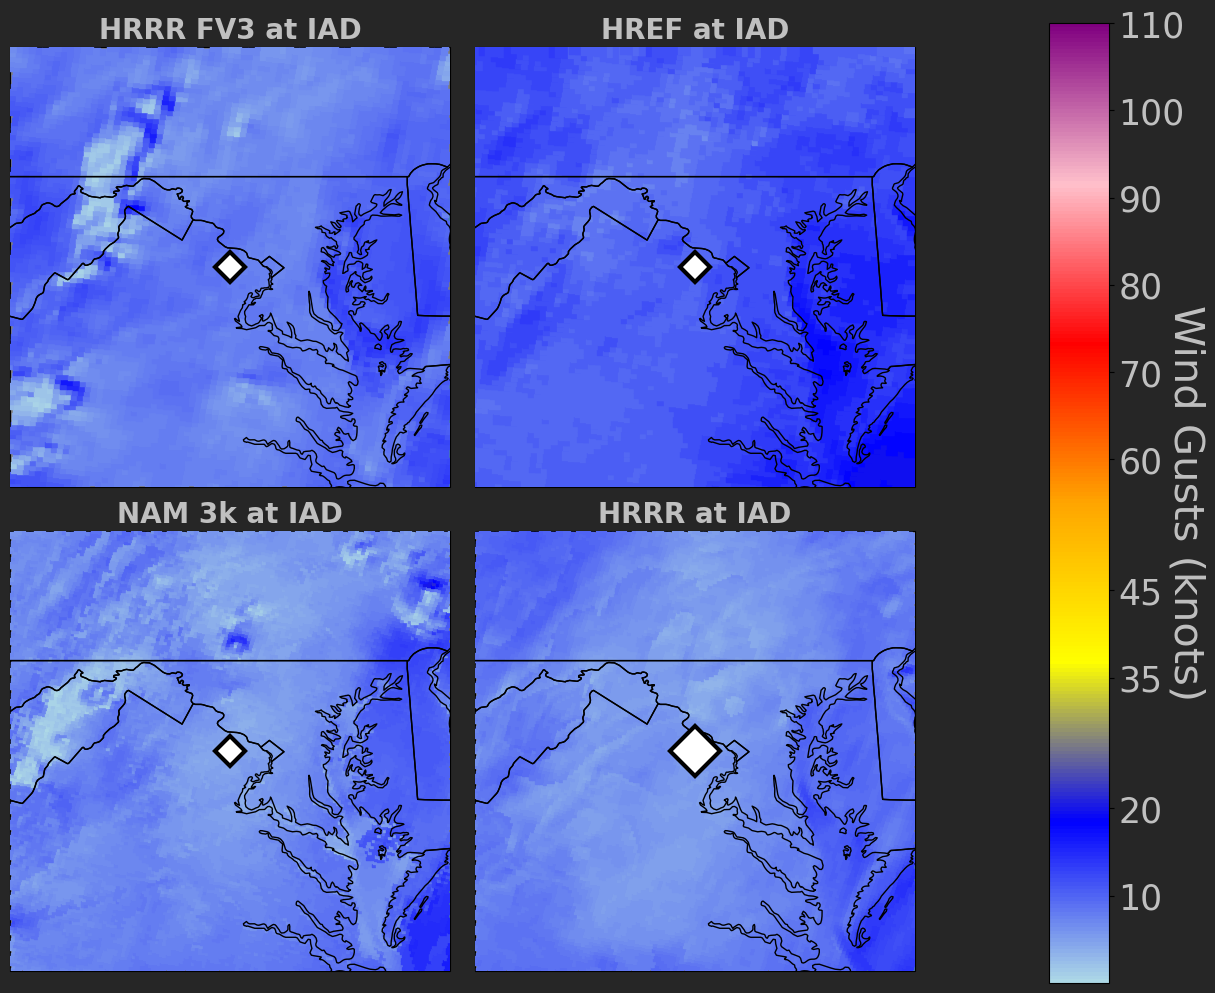 HRRR FV3 at IAD
HREF at IAD
NAM 3k at IAD
HRRR at IAD
110
100
90
80
70
60
45
35
20
10
Wind Gusts (knots)